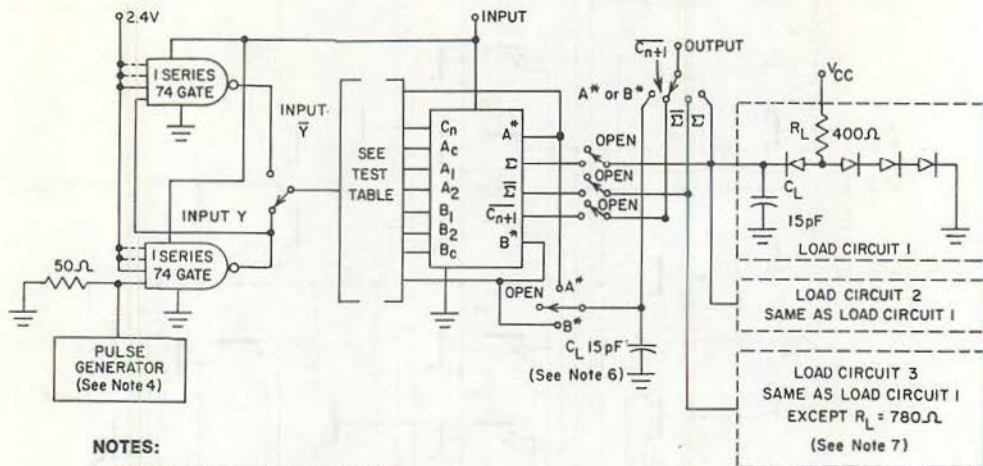 2.4V
INPUT
1 SERIES
74 GATE
INPUT
Y̅
INPUT Y
1 SERIES
74 GATE
50Ω
PULSE
GENERATOR
(See Note 4)
SEE
TEST
TABLE
Cn
Ac
A1
A2
B1
B2
Bc
A*
Σ
Σ̅
C̅n+1
B*
OPEN
OPEN
OPEN
OPEN
A*
B*
CL 15pF
(See Note 6)
C̅n+1
OUTPUT
A* or B*
Σ̅
Σ
VCC
RL
400Ω
CL
15pF
LOAD CIRCUIT 1
LOAD CIRCUIT 2
SAME AS LOAD CIRCUIT 1
LOAD CIRCUIT 3
SAME AS LOAD CIRCUIT 1
EXCEPT RL = 780Ω
(See Note 7)
NOTES: